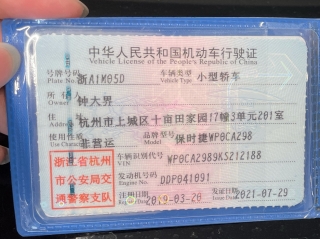 中华人民共和国机动车行驶证
Vehicle License of the People's Republic of China
号牌号码 浙A1M05D 车辆类型 小型轿车
Plate No. Vehicle Type
所有人 钟大界
Owner
住址 杭州市上城区十亩田家园17幢3单元201室
Address
使用性质 非营运 品牌型号 保时捷WP0CA298
Use Character Model
浙江省杭州市公安局交通警察支队
车辆识别代号 WP0CA2989KS212188
VIN
发动机号码 DDP041091
Engine No.
注册日期 2019-03-20 发证日期 2021-07-29
Register Date Issue Date